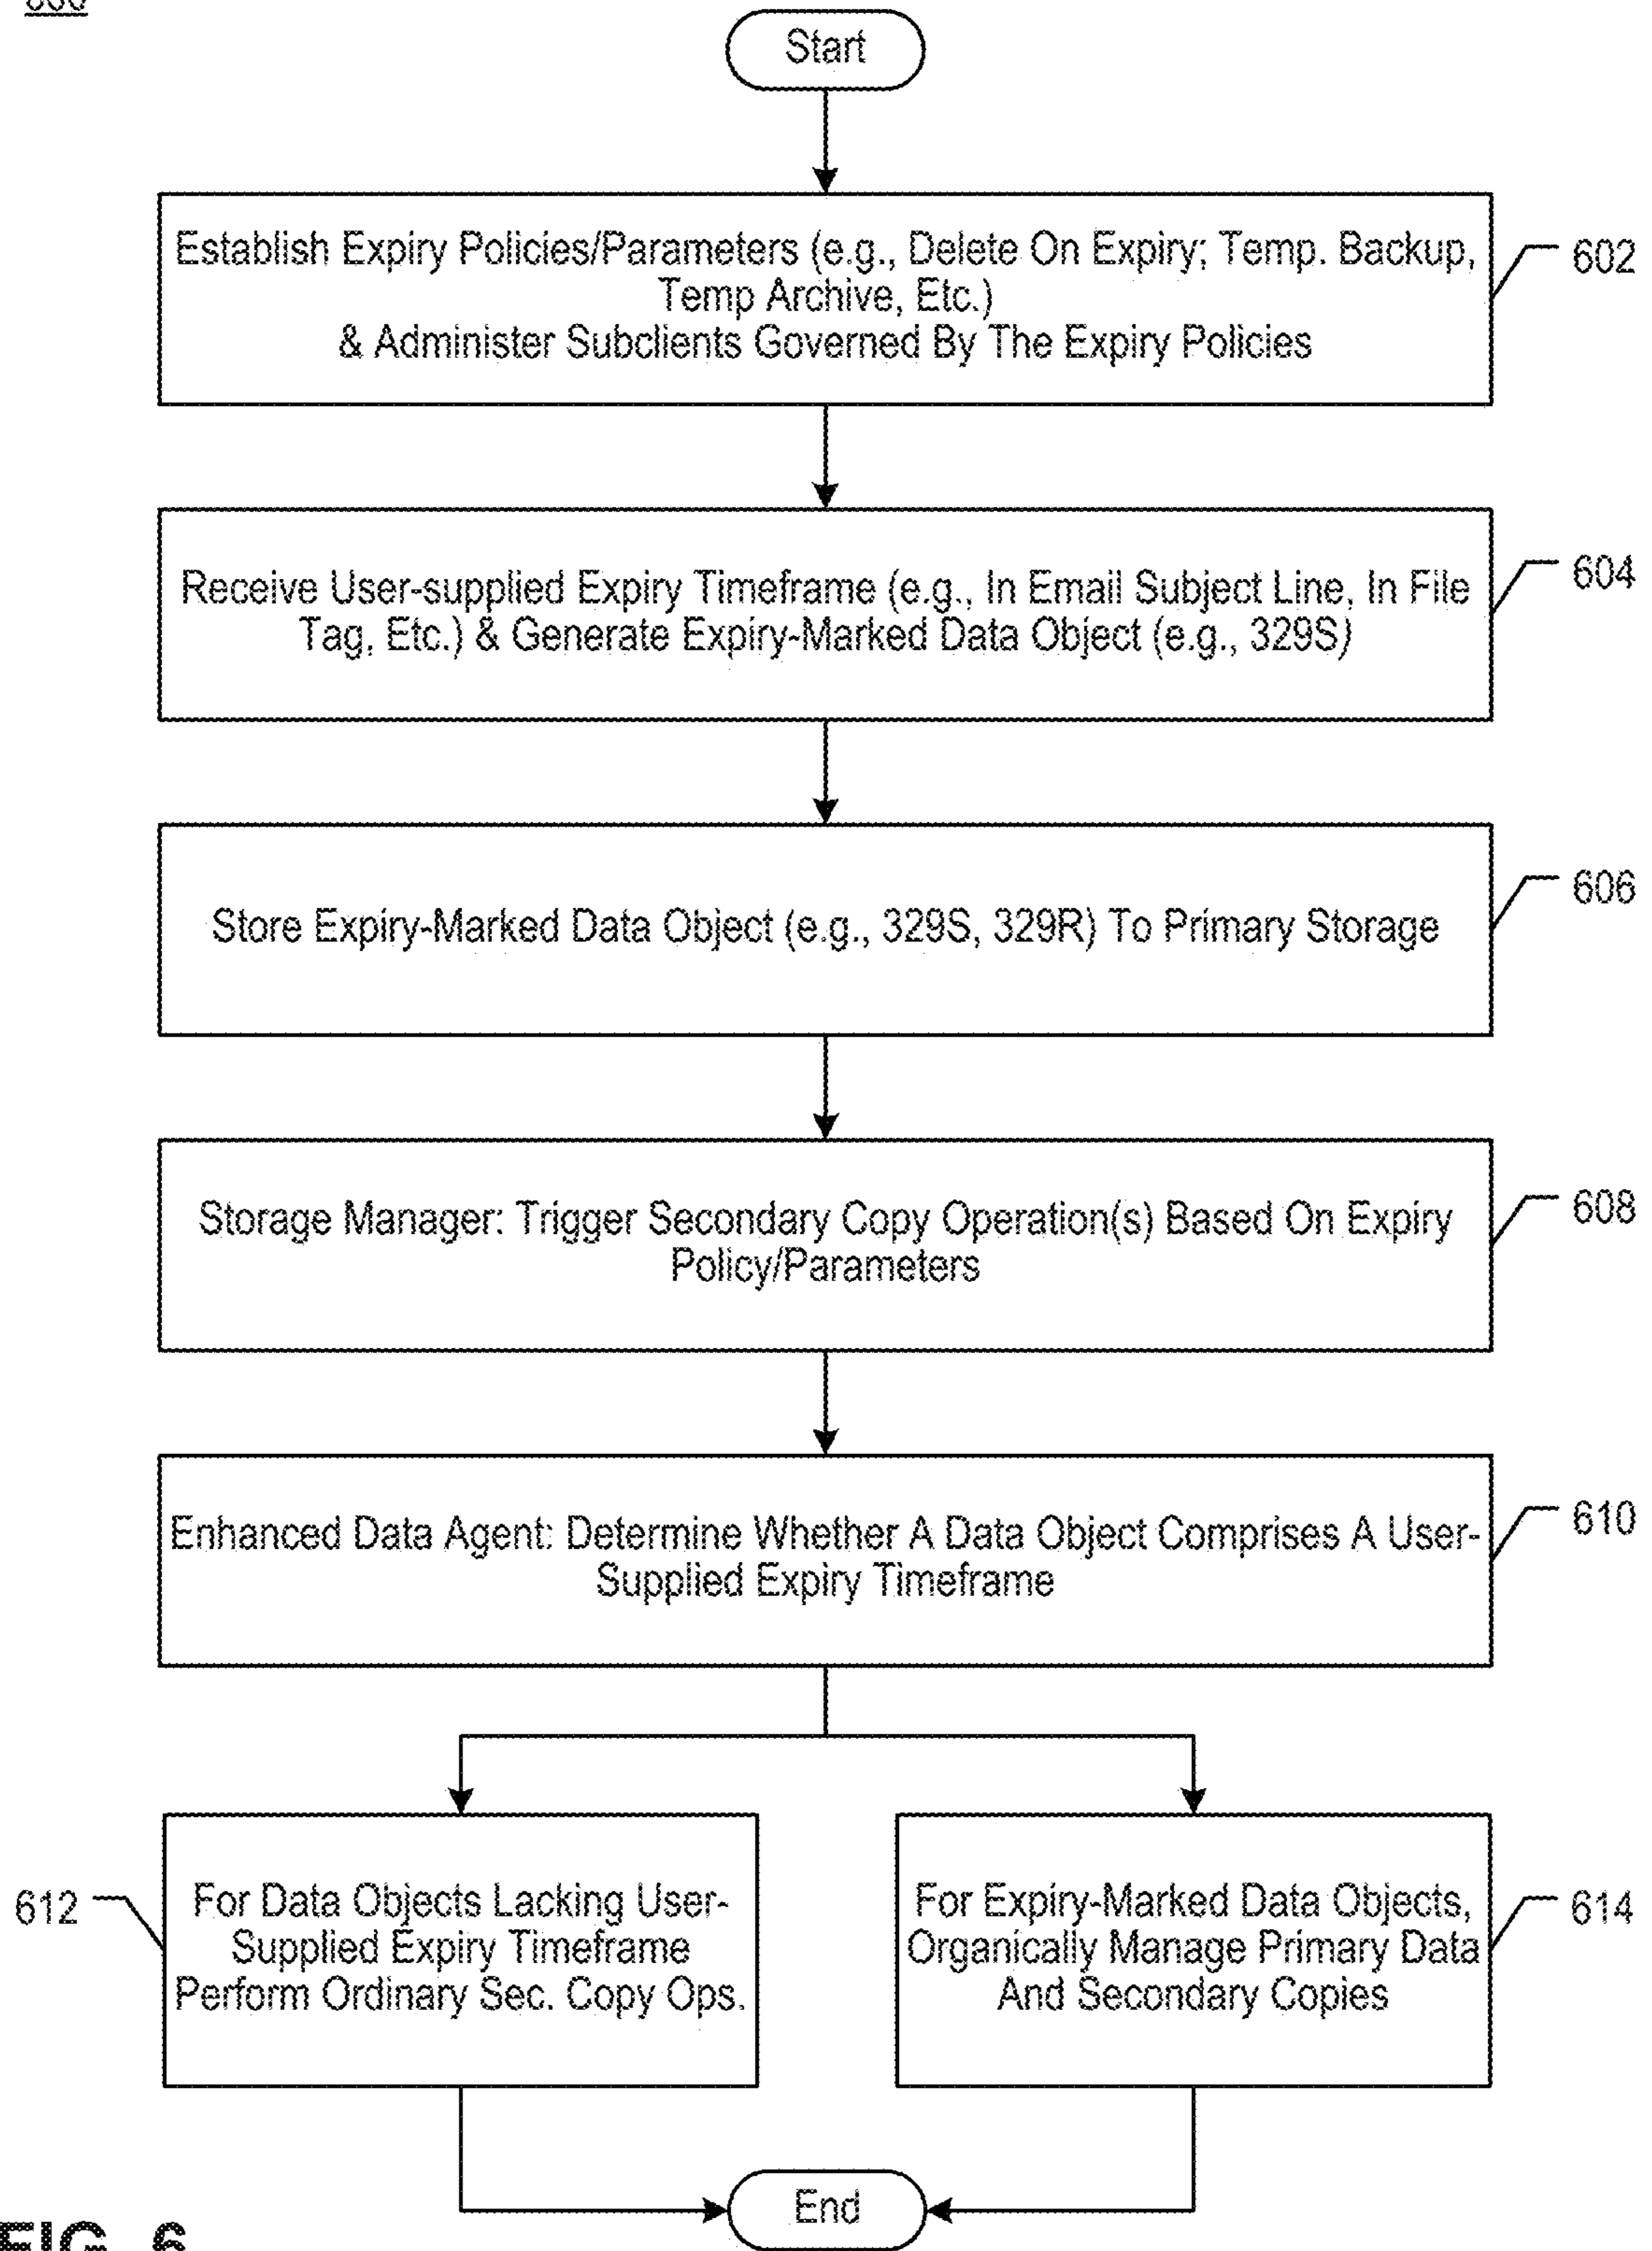 Start
Establish Expiry Policies/Parameters (e.g., Delete On Expiry; Temp. Backup,
Temp Archive, Etc.)
& Administer Subclients Governed By The Expiry Policies
602
Receive User-supplied Expiry Timeframe (e.g., In Email Subject Line, In File
Tag, Etc.) & Generate Expiry-Marked Data Object (e.g., 329S)
604
Store Expiry-Marked Data Object (e.g., 329S, 329R) To Primary Storage
606
Storage Manager: Trigger Secondary Copy Operation(s) Based On Expiry
Policy/Parameters
608
Enhanced Data Agent: Determine Whether A Data Object Comprises A User-
Supplied Expiry Timeframe
610
612
For Data Objects Lacking User-
Supplied Expiry Timeframe
Perform Ordinary Sec. Copy Ops.
For Expiry-Marked Data Objects,
Organically Manage Primary Data
And Secondary Copies
614
End
FIG. 6